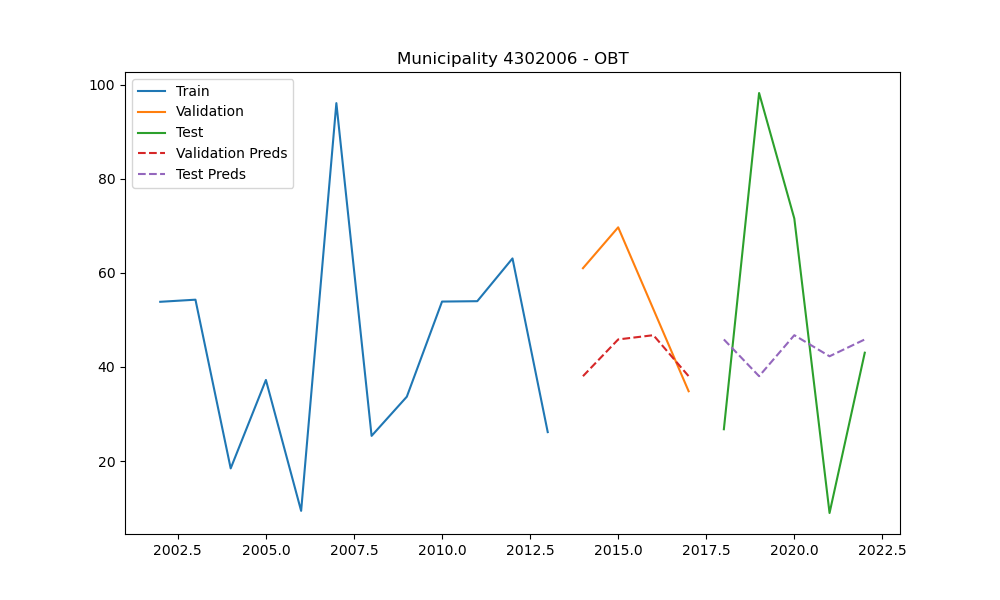 Municipality 4302006 - OBT
Train
Validation
Test
Validation Preds
Test Preds
100
80
60
40
20
2002.5 2005.0 2007.5 2010.0 2012.5 2015.0 2017.5 2020.0 2022.5